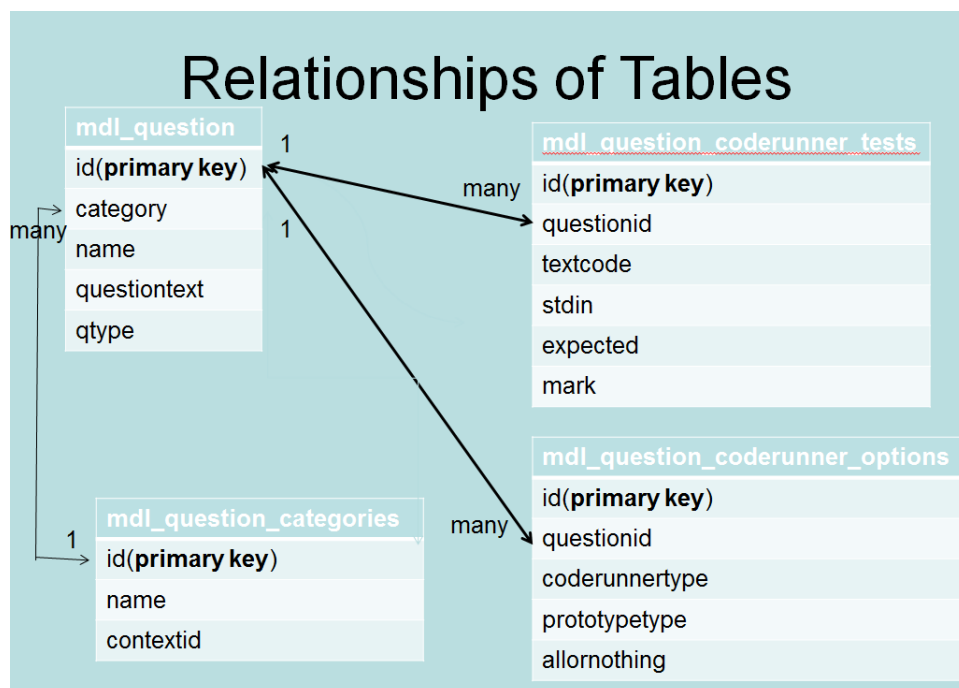 Relationships of Tables
mdl_question
id(primary key)
category
name
questiontext
qtype
1
1
many
many
mdl_question_coderunner_tests
id(primary key)
questionid
textcode
stdin
expected
mark
mdl_question_categories
id(primary key)
name
contextid
1
many
mdl_question_coderunner_options
id(primary key)
questionid
coderunnertype
prototypetype
allornothing